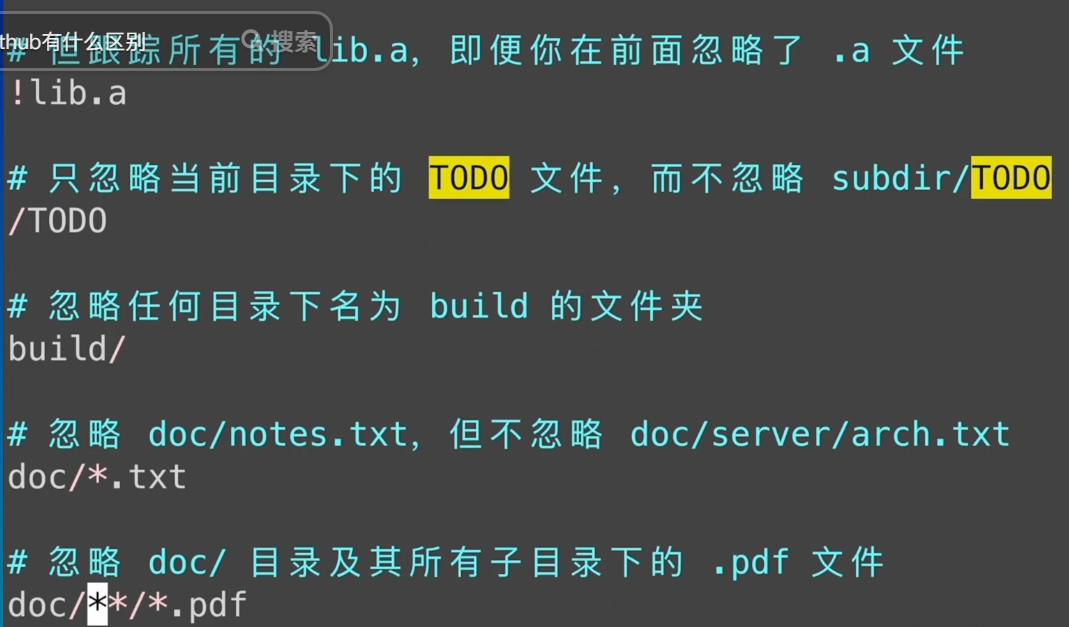 thub有什么区别 搜索
# 但跟踪所有的 lib.a，即便你在前面忽略了 .a 文件
!lib.a
# 只忽略当前目录下的 TODO 文件，而不忽略 subdir/TODO
/TODO
# 忽略任何目录下名为 build 的文件夹
build/
# 忽略 doc/notes.txt，但不忽略 doc/server/arch.txt
doc/*.txt
# 忽略 doc/ 目录及其所有子目录下的 .pdf 文件
doc/**/*.pdf